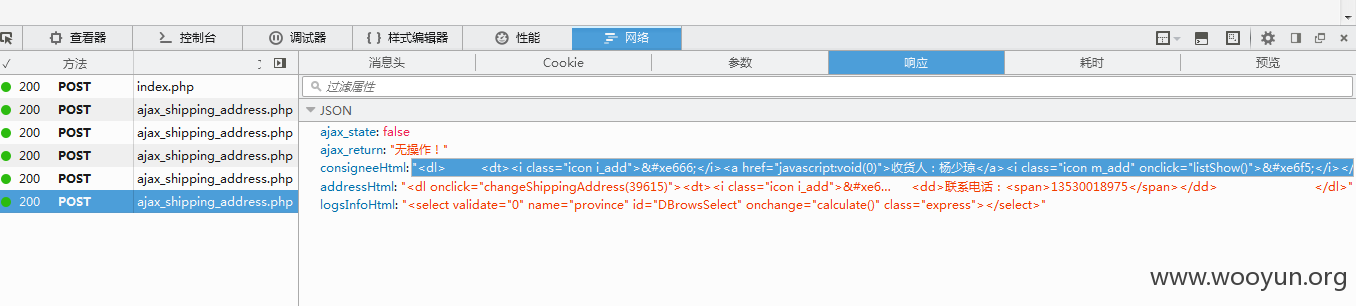 查看器 控制台 调试器 { } 样式编辑器 性能 网络
✓ 方法 消息头 Cookie 参数 响应 耗时 预览
200 POST index.php
过滤属性
200 POST ajax_shipping_address.php
JSON
200 POST ajax_shipping_address.php
ajax_state: false
200 POST ajax_shipping_address.php
ajax_return: "无操作！"
consigneeHtml: "<dl> <dt><i class="icon i_add">&#xe666;</i><a href="javascript:void(0)">收货人：杨少琼</a><i class="icon m_add" onclick="listShow()">&#xe6f5;</i></
200 POST ajax_shipping_address.php
addressHtml: "<dl onclick="changeShippingAddress(39615)"><dt><i class="icon i_add">&#xe6... <dd>联系电话：<span>13530018975</span></dd> </dl>"
200 POST ajax_shipping_address.php
logsInfoHtml: "<select validate="0" name="province" id="DBrowsSelect" onchange="calculate()" class="express"></select>"
www.wooyun.org